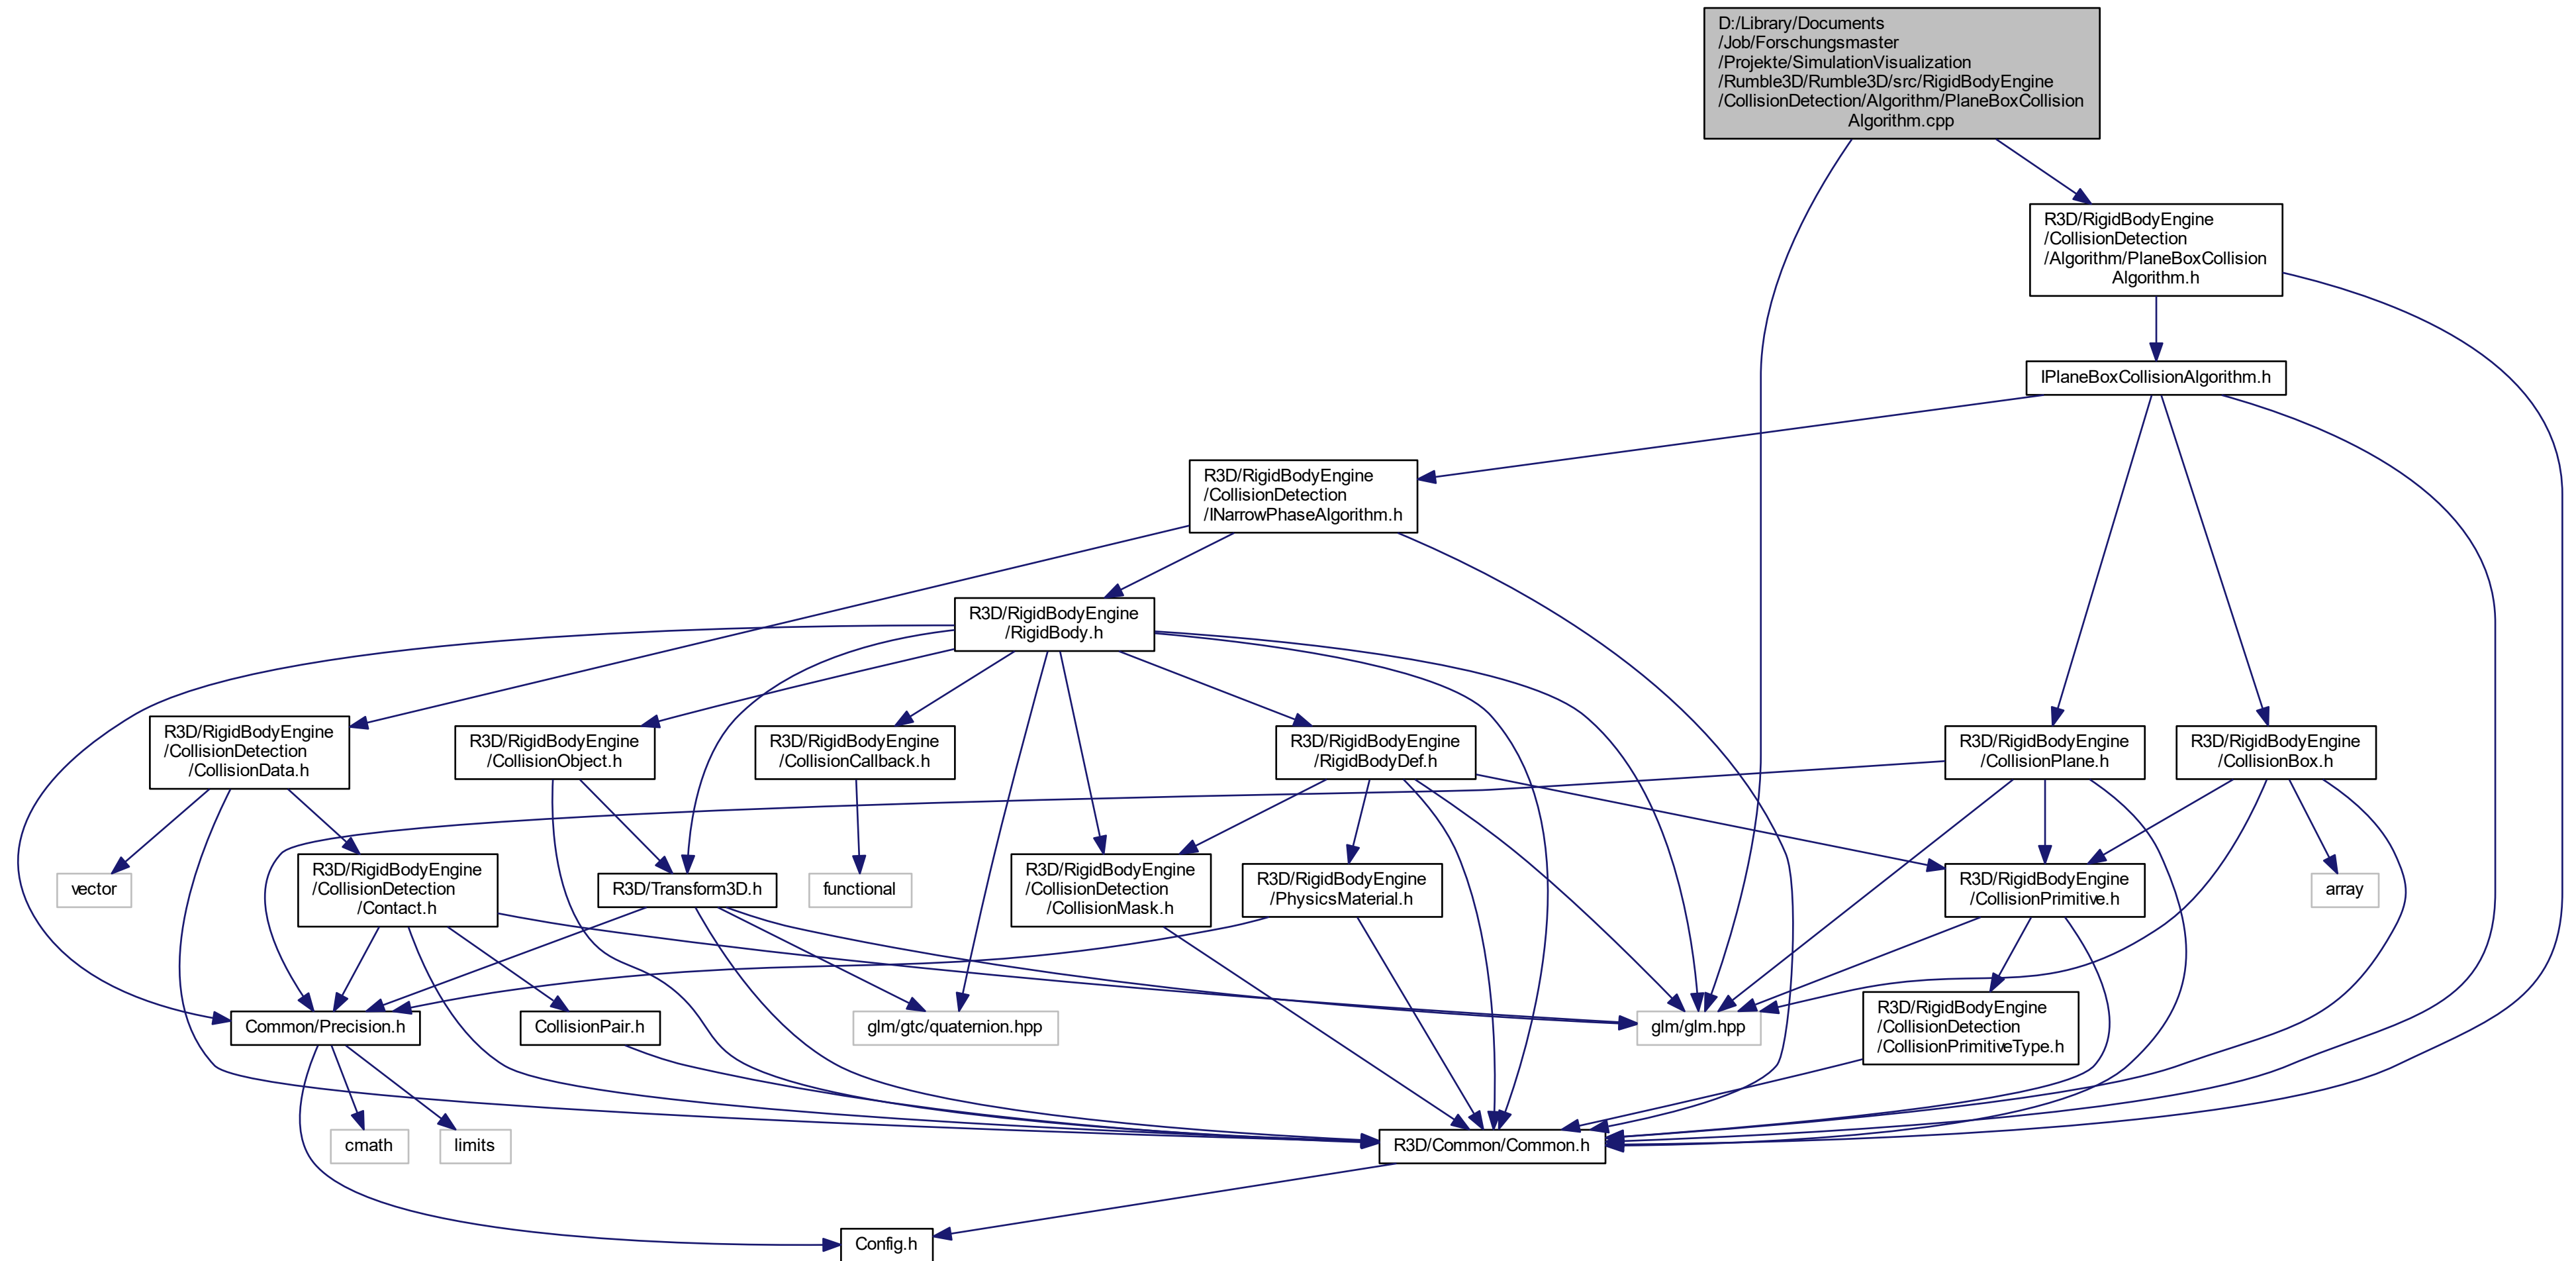 D:/Library/Documents
/Job/Forschungsmaster
/Projekte/SimulationVisualization
/Rumble3D/Rumble3D/src/RigidBodyEngine
/CollisionDetection/Algorithm/PlaneBoxCollision
Algorithm.cpp
R3D/RigidBodyEngine
/CollisionDetection
/Algorithm/PlaneBoxCollision
Algorithm.h
IPlaneBoxCollisionAlgorithm.h
R3D/RigidBodyEngine
/CollisionDetection
/INarrowPhaseAlgorithm.h
R3D/RigidBodyEngine
/RigidBody.h
R3D/RigidBodyEngine
/CollisionDetection
/CollisionData.h
R3D/RigidBodyEngine
/CollisionObject.h
R3D/RigidBodyEngine
/CollisionCallback.h
R3D/RigidBodyEngine
/RigidBodyDef.h
R3D/RigidBodyEngine
/CollisionPlane.h
R3D/RigidBodyEngine
/CollisionBox.h
vector
R3D/RigidBodyEngine
/CollisionDetection
/Contact.h
R3D/Transform3D.h
functional
R3D/RigidBodyEngine
/CollisionDetection
/CollisionMask.h
R3D/RigidBodyEngine
/PhysicsMaterial.h
R3D/RigidBodyEngine
/CollisionPrimitive.h
array
Common/Precision.h
CollisionPair.h
glm/gtc/quaternion.hpp
glm/glm.hpp
R3D/RigidBodyEngine
/CollisionDetection
/CollisionPrimitiveType.h
cmath
limits
R3D/Common/Common.h
Config.h